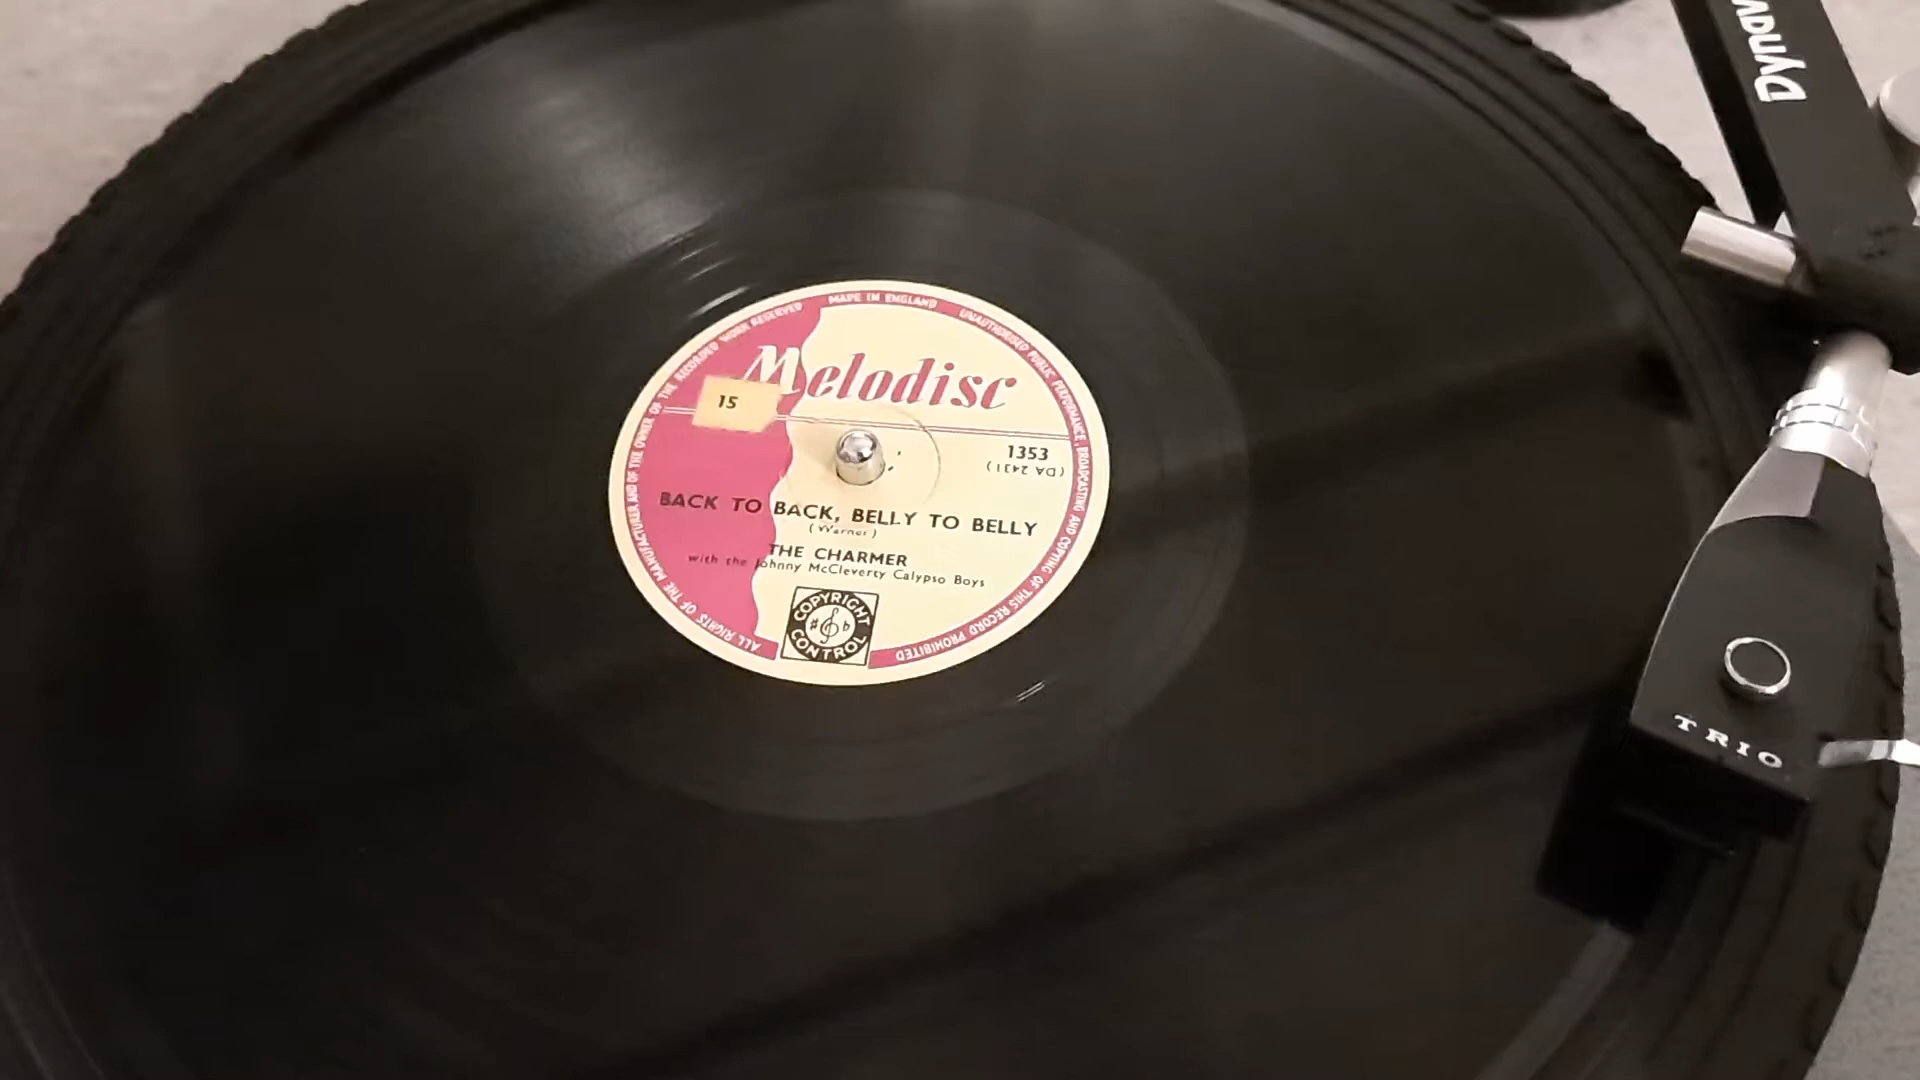 Dynav
MADE IN ENGLAND
UNAUTHORISED PUBLIC PERFORMANCE, BROADCASTING AND COPYING OF THIS RECORD PROHIBITED
ALL RIGHTS OF THE MANUFACTURER AND OF THE OWNER OF THE RECORDED WORK RESERVED
Melodisc
15
1353
(DA 2431)
BACK TO BACK, BELLY TO BELLY
(Warner)
THE CHARMER
with the Johnny McCleverty Calypso Boys
COPYRIGHT
CONTROL
TRIO